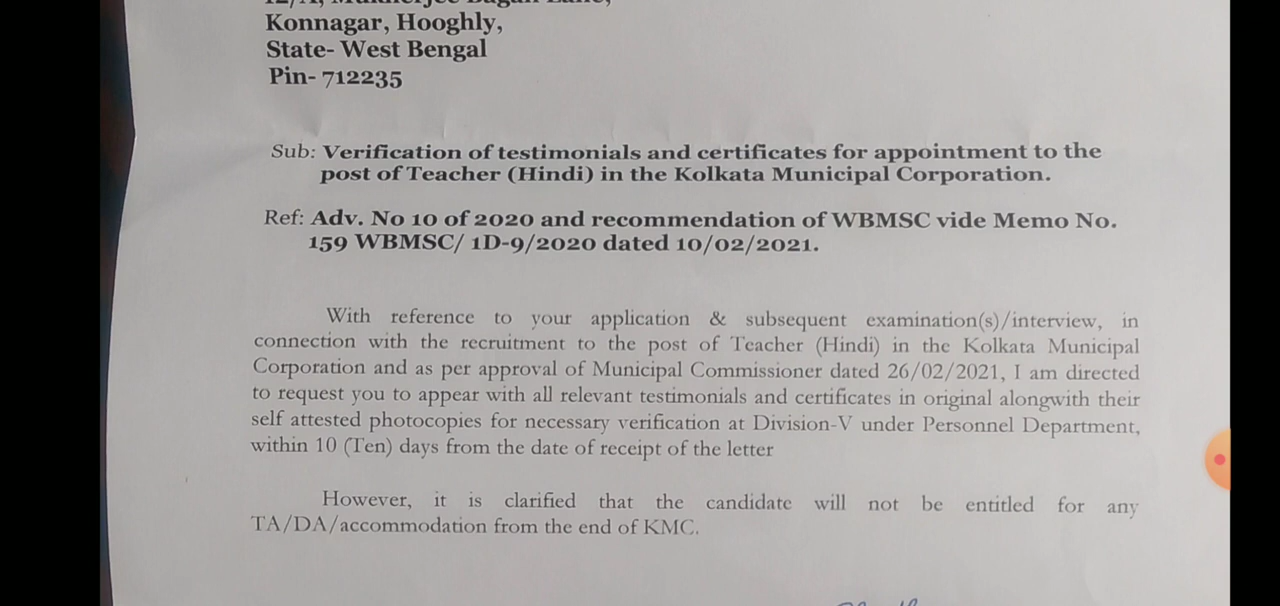 12/A, Mukherjee Bagan Lane,
Konnagar, Hooghly,
State- West Bengal
Pin- 712235
Sub: Verification of testimonials and certificates for appointment to the
post of Teacher (Hindi) in the Kolkata Municipal Corporation.
Ref: Adv. No 10 of 2020 and recommendation of WBMSC vide Memo No.
159 WBMSC/ 1D-9/2020 dated 10/02/2021.
With reference to your application & subsequent examination(s)/interview, in
connection with the recruitment to the post of Teacher (Hindi) in the Kolkata Municipal
Corporation and as per approval of Municipal Commissioner dated 26/02/2021, I am directed
to request you to appear with all relevant testimonials and certificates in original alongwith their
self attested photocopies for necessary verification at Division-V under Personnel Department,
within 10 (Ten) days from the date of receipt of the letter
However, it is clarified that the candidate will not be entitled for any
TA/DA/accommodation from the end of KMC.